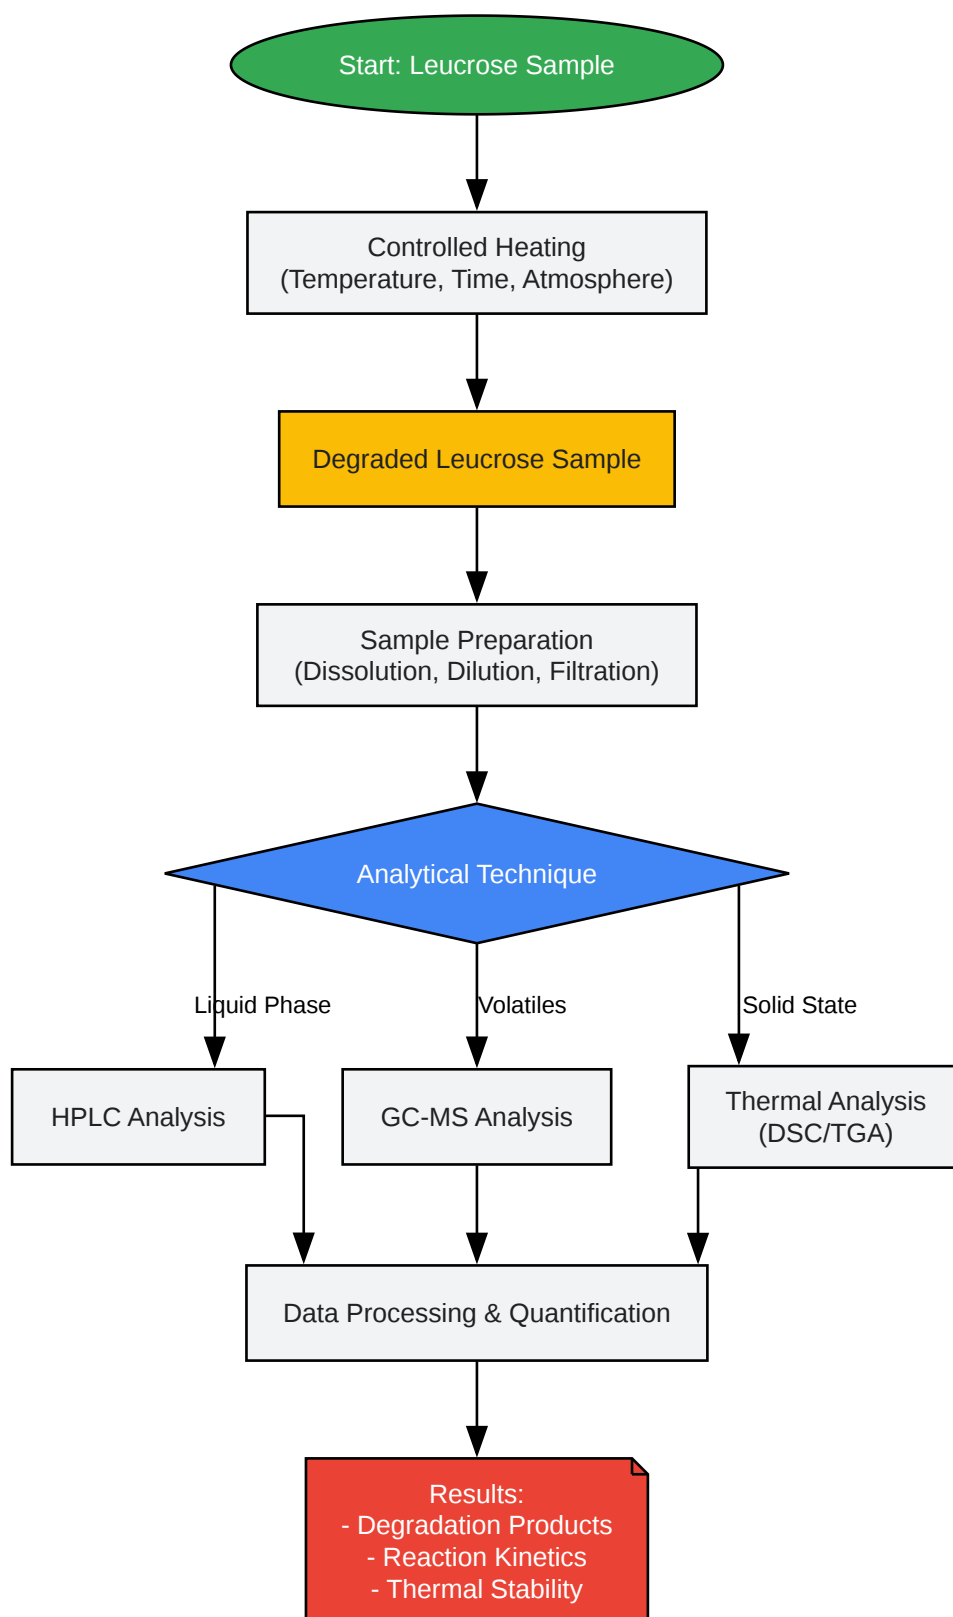 Start: Leucrose Sample
Controlled Heating
(Temperature, Time, Atmosphere)
Degraded Leucrose Sample
Sample Preparation
(Dissolution, Dilution, Filtration)
Analytical Technique
Liquid Phase
Volatiles
Solid State
HPLC Analysis
GC-MS Analysis
Thermal Analysis
(DSC/TGA)
Data Processing & Quantification
Results:
- Degradation Products
- Reaction Kinetics
- Thermal Stability